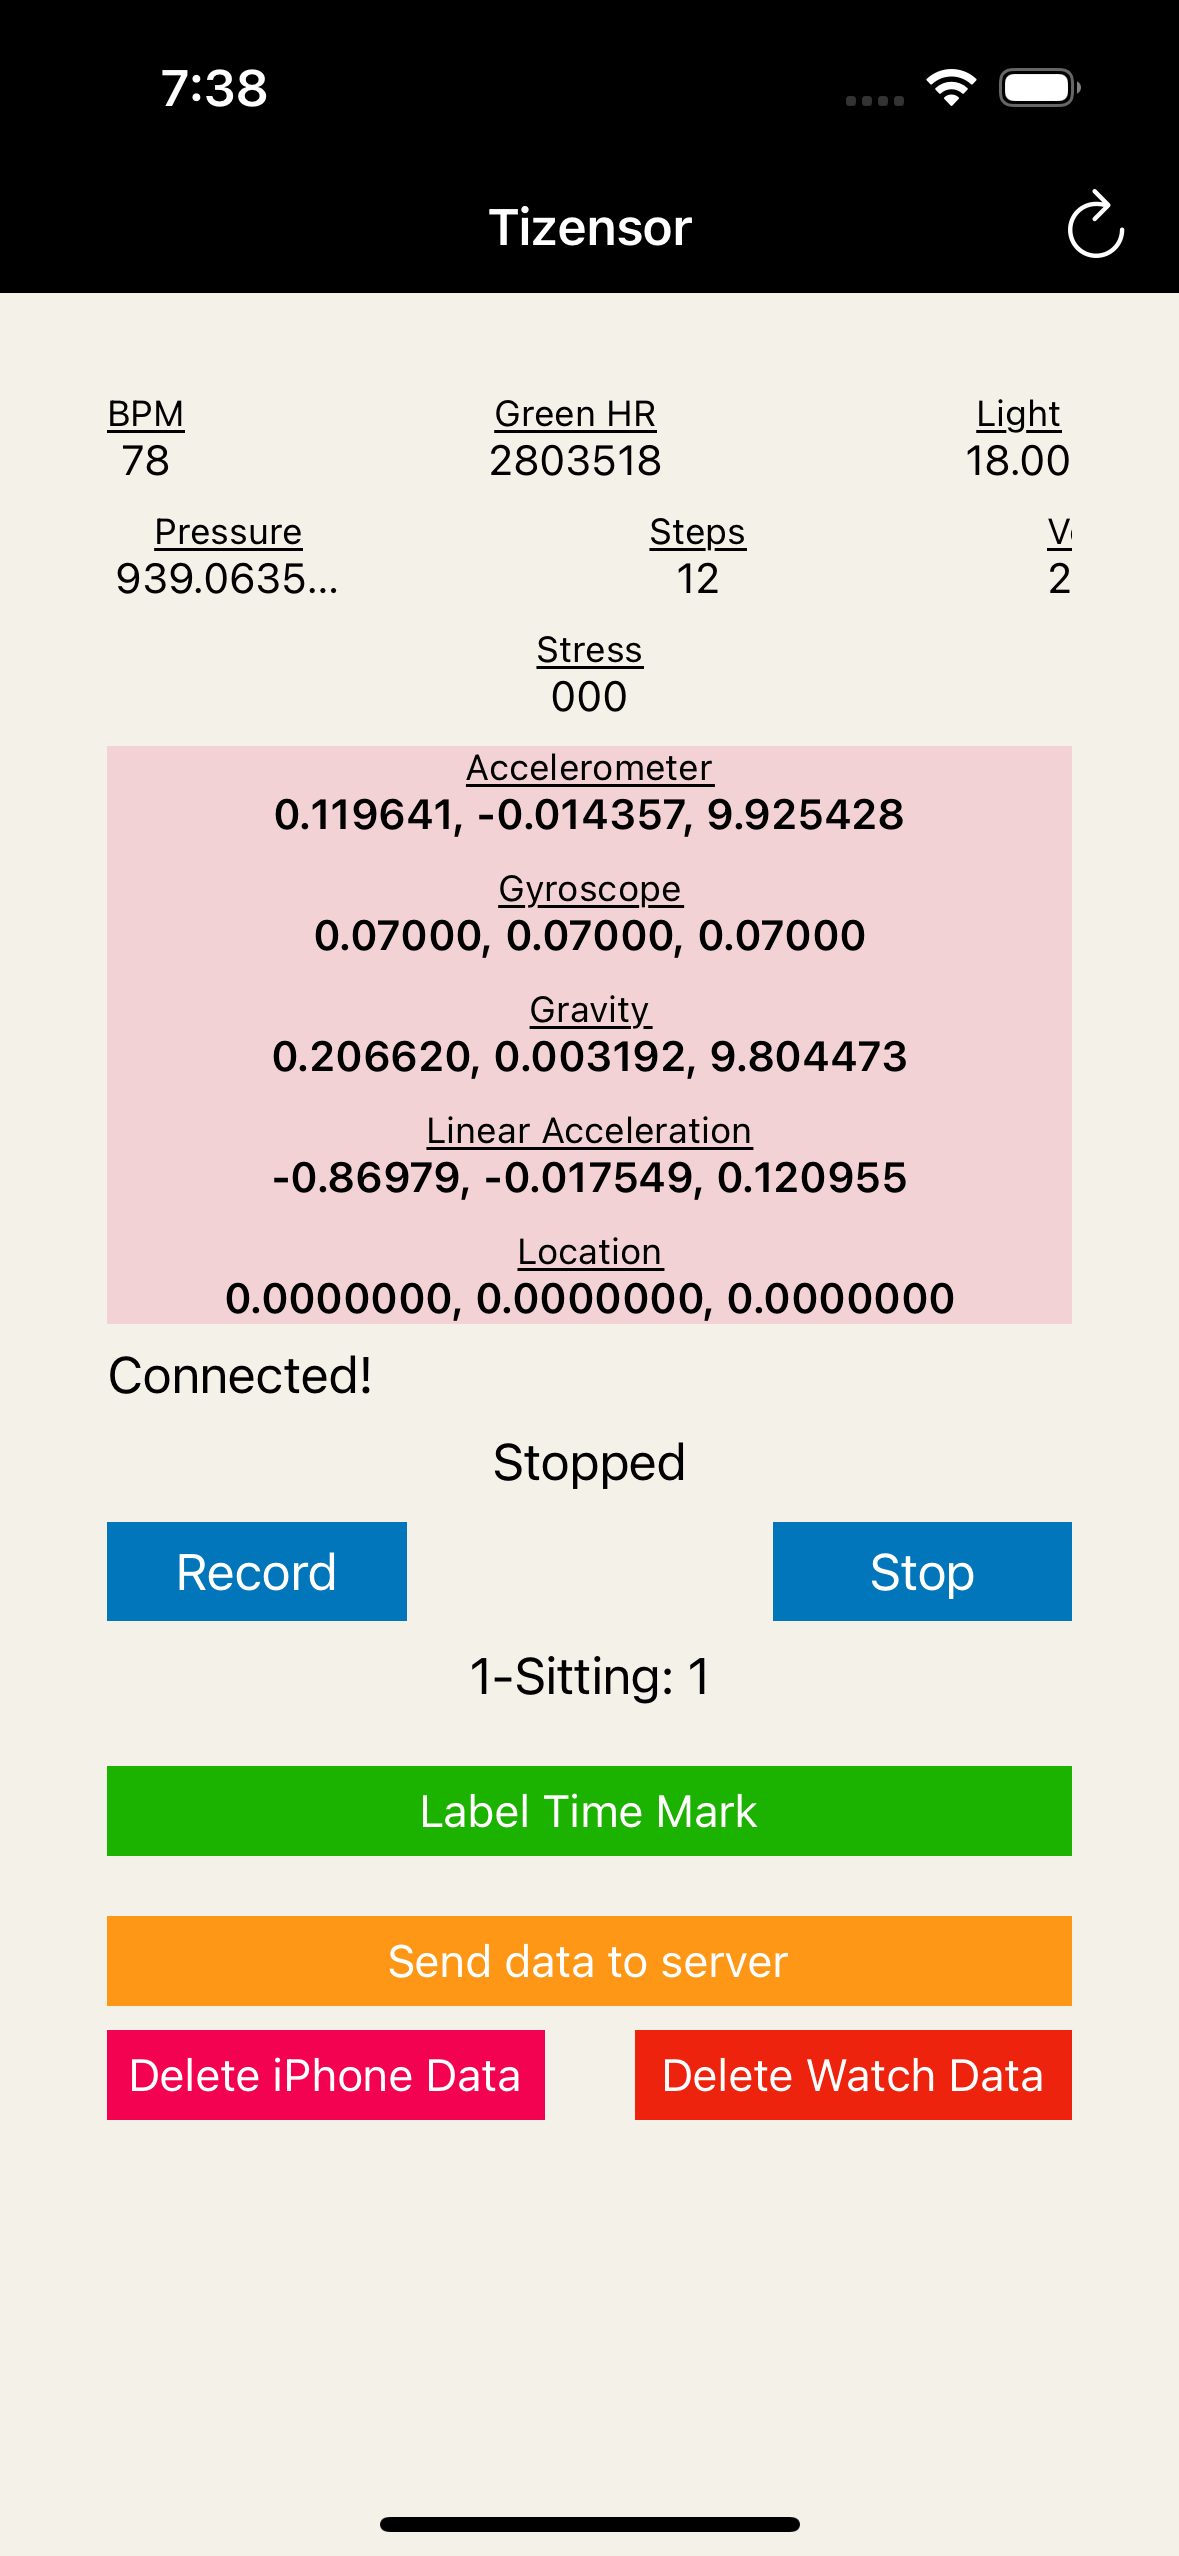 7:38
Tizensor
BPM Green HR Light
78 2803518 18.00
Pressure Steps
939.0635... 12 2
Stress
000
Accelerometer
0.119641, -0.014357, 9.925428
Gyroscope
0.07000, 0.07000, 0.07000
Gravity
0.206620, 0.003192, 9.804473
Linear Acceleration
-0.86979, -0.017549, 0.120955
Location
0.0000000, 0.0000000, 0.0000000
Connected!
Stopped
Record Stop
1-Sitting: 1
Label Time Mark
Send data to server
Delete iPhone Data Delete Watch Data